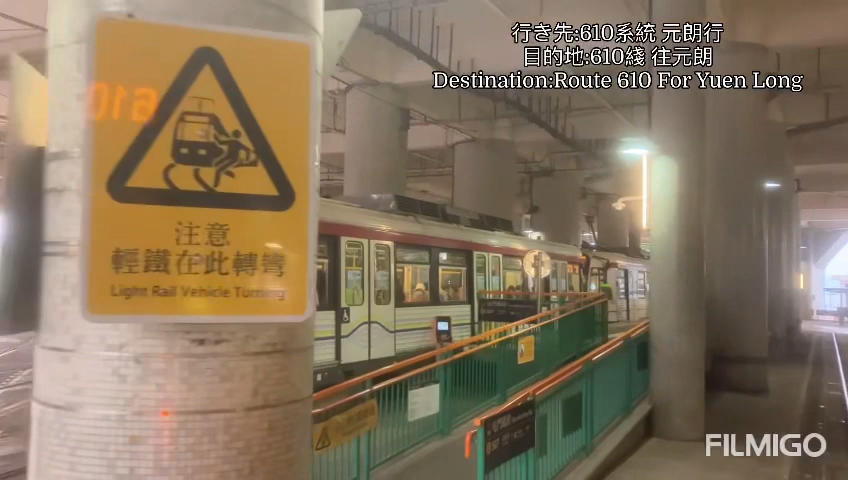 行き先:610系統 元朗行
目的地:610綫 往元朗
Destination:Route 610 For Yuen Long
610
注意
輕鐵在此轉彎
Light Rail Vehicle Turning
FILMIGO